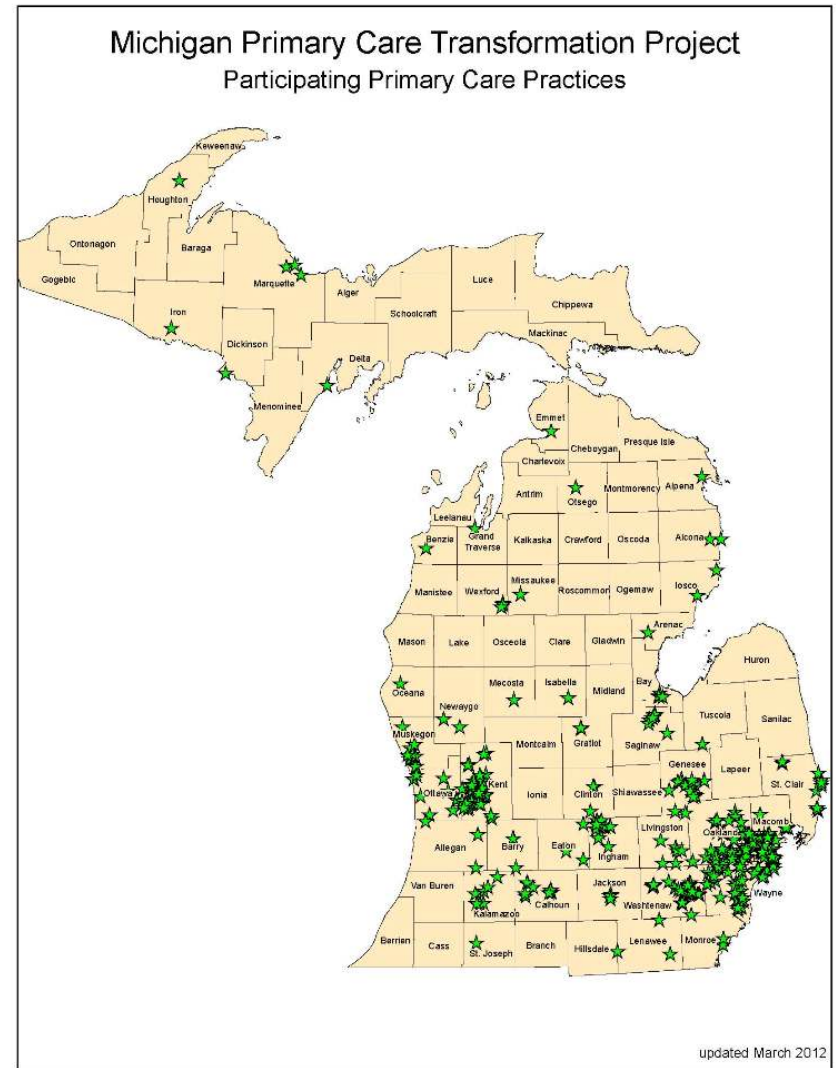 Michigan Primary Care Transformation Project
Participating Primary Care Practices
Keweenaw
Houghton
Ontonagon
Baraga
Gogebic
Marquette
Luce
Alger
Chippewa
Schoolcraft
Iron
Mackinac
Dickinson
Delta
Menominee
Emmet
Cheboygan
Presque Isle
Charlevoix
Antrim
Otsego
Montmorency
Alpena
Leelanau
Benzie
Grand
Traverse
Kalkaska
Crawford
Oscoda
Alcona
Manistee
Wexford
Missaukee
Roscommon
Ogemaw
Iosco
Arenac
Mason
Lake
Osceola
Clare
Gladwin
Huron
Oceana
Newaygo
Mecosta
Isabella
Midland
Bay
Tuscola
Sanilac
Muskegon
Montcalm
Gratiot
Saginaw
Genesee
Lapeer
St. Clair
Ottawa
Kent
Ionia
Clinton
Shiawassee
Livingston
Oakland
Macomb
Allegan
Barry
Eaton
Ingham
Van Buren
Kalamazoo
Calhoun
Jackson
Washtenaw
Wayne
Berrien
Cass
St. Joseph
Branch
Hillsdale
Lenawee
Monroe
updated March 2012